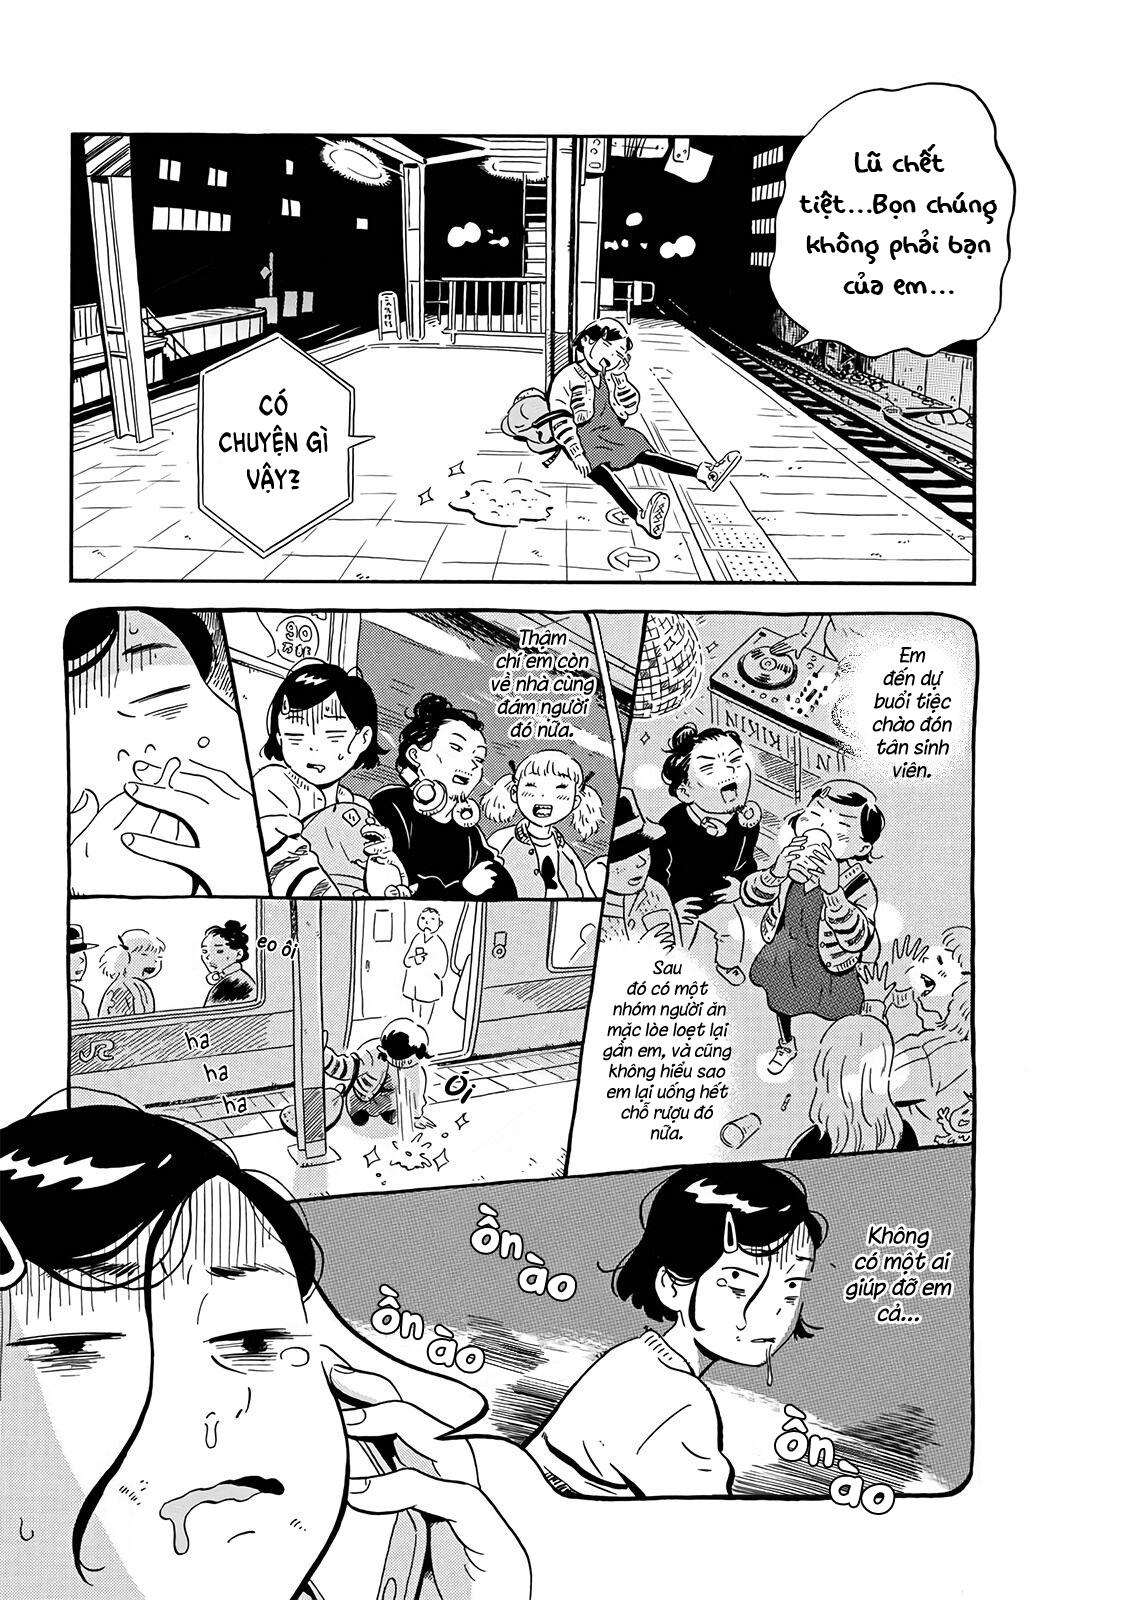 Lũ chết
tiệt...Bọn chúng
không phải bạn
của em...
CÓ
CHUYỆN GÌ
VẬY?
Em
đến dự
buổi tiệc
chào đón
tân sinh
viên.
KIKIN
Sau
đó có một
nhóm người ăn
mặc lòe loẹt lại
gần em, và cũng
không hiểu sao
em lại uống hết
chỗ rượu đó
nữa.
Thậm
chí em còn
về nhà cùng
đám người
đó nữa.
90
eo ôi
ha
ha
ha
JR
Ọi
Không
có một ai
giúp đỡ em
cả...
ồn
ào
ồn
ào
ồn
ào